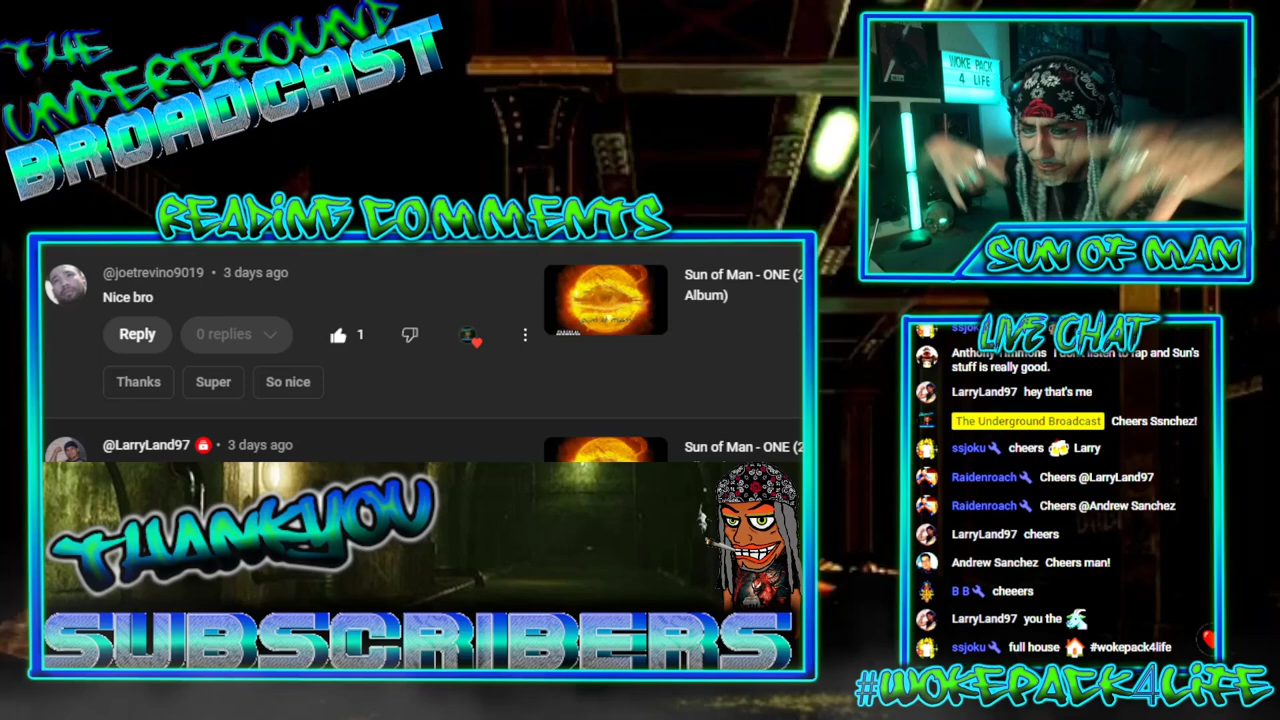 THE
UNDERGROUND
BROADCAST
READING COMMENTS
@joetrevino9019 • 3 days ago
Nice bro
Reply
0 replies
1
Thanks
Super
So nice
Sun of Man - ONE (2
Album)
@LarryLand97 • 3 days ago
Sun of Man - ONE (2
THANKYOU
SUBSCRIBERS
WOKE PACK
4 LIFE
SUN OF MAN
LIVE CHAT
ssjok
Anthony Timmons I don't listen to rap and Sun's
stuff is really good.
LarryLand97 hey that's me
The Underground Broadcast Cheers Ssnchez!
ssjoku cheers Larry
Raidenroach Cheers @LarryLand97
Raidenroach Cheers @Andrew Sanchez
LarryLand97 cheers
Andrew Sanchez Cheers man!
B B cheeers
LarryLand97 you the
ssjoku full house #wokepack4life
#WOKEPACK4LIFE